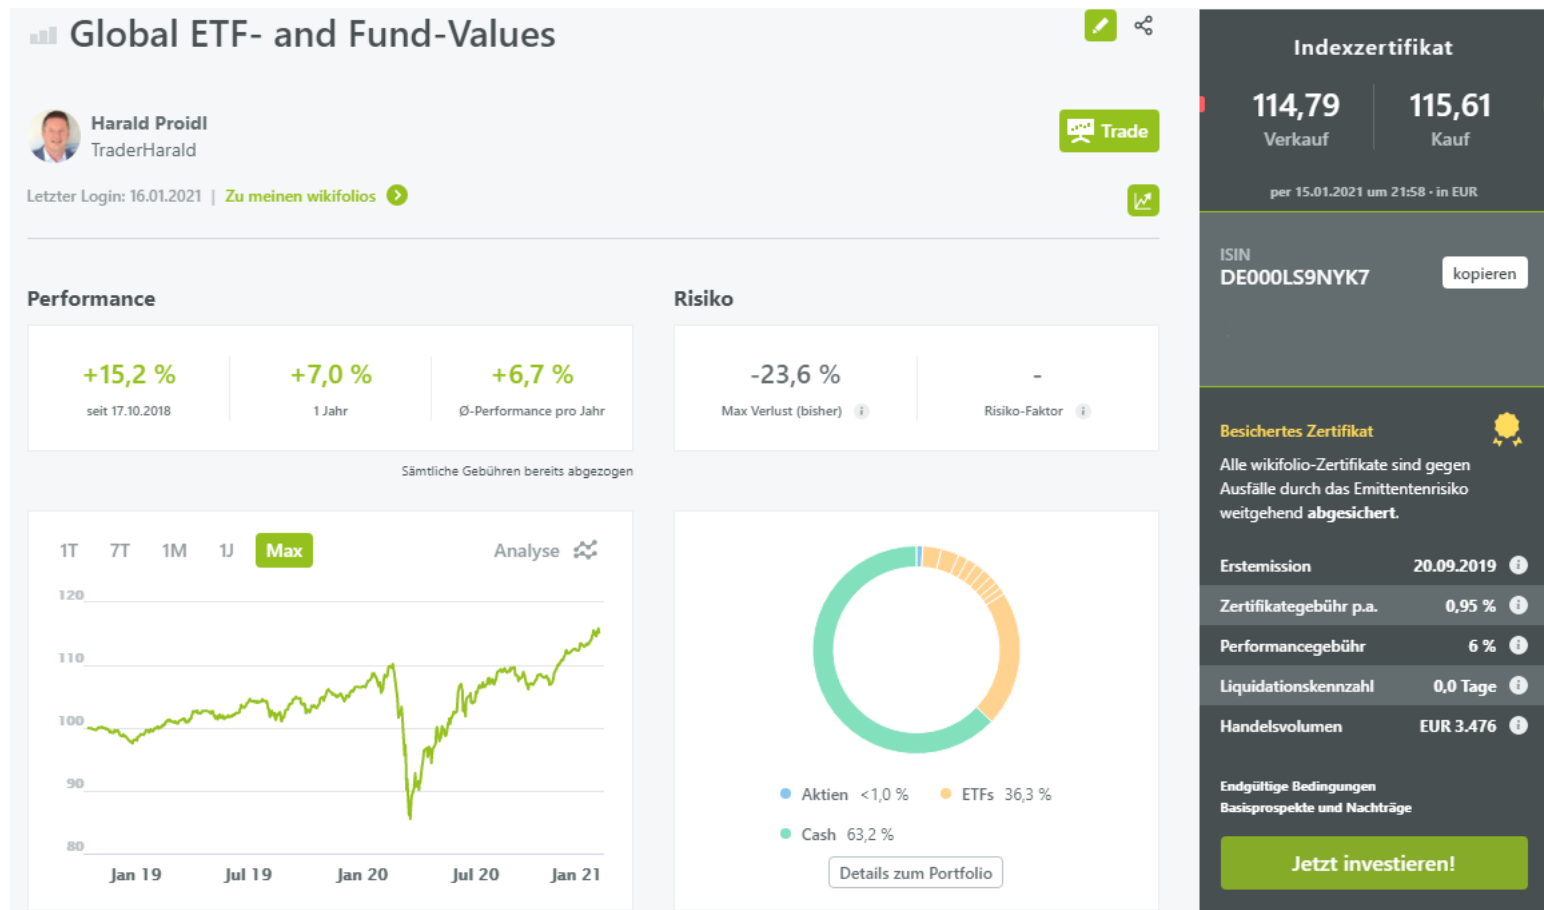 Global ETF- and Fund-Values
Harald Proidl
TraderHarald
Trade
Letzter Login: 16.01.2021 | Zu meinen wikifolios
Performance
+15,2 %
seit 17.10.2018
+7,0 %
1 Jahr
+6,7 %
Ø-Performance pro Jahr
Sämtliche Gebühren bereits abgezogen
Risiko
-23,6 %
Max Verlust (bisher) i
-
Risiko-Faktor i
1T 7T 1M 1J Max Analyse
120
110
100
90
80
Jan 19 Jul 19 Jan 20 Jul 20 Jan 21
Aktien <1,0 % ETFs 36,3 %
Cash 63,2 %
Details zum Portfolio
Indexzertifikat
114,79 115,61
Verkauf Kauf
per 15.01.2021 um 21:58 · in EUR
ISIN
DE000LS9NYK7 kopieren
Besichertes Zertifikat
Alle wikifolio-Zertifikate sind gegen
Ausfälle durch das Emittentenrisiko
weitgehend abgesichert.
Erstemission 20.09.2019 i
Zertifikategebühr p.a. 0,95 % i
Performancegebühr 6 % i
Liquidationskennzahl 0,0 Tage i
Handelsvolumen EUR 3.476 i
Endgültige Bedingungen
Basisprospekte und Nachträge
Jetzt investieren!